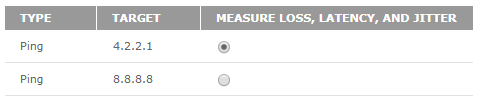 TYPE TARGET MEASURE LOSS, LATENCY, AND JITTER
Ping 4.2.2.1
Ping 8.8.8.8